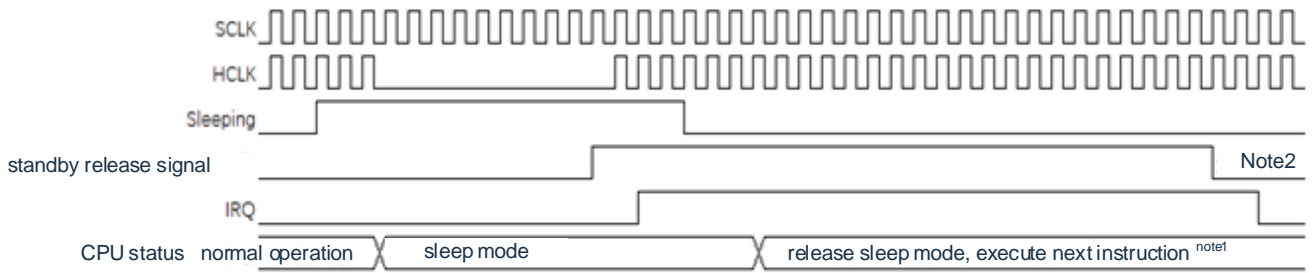 SCLK
HCLK
Sleeping
standby release signal Note2
IRQ
CPU status normal operation sleep mode release sleep mode, execute next instruction note1